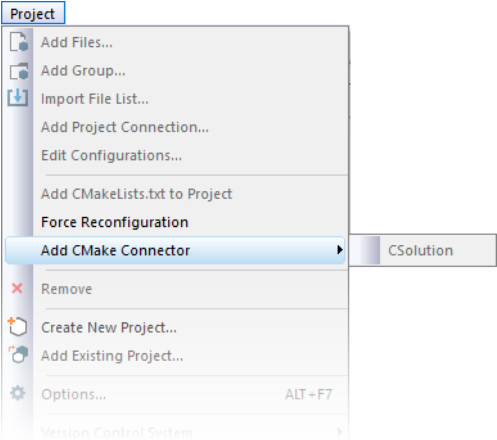 Project
Add Files...
Add Group...
Import File List...
Add Project Connection...
Edit Configurations...
Add CMakeLists.txt to Project
Force Reconfiguration
Add CMake Connector
CSolution
Remove
Create New Project...
Add Existing Project...
Options... ALT+F7
Version Control System